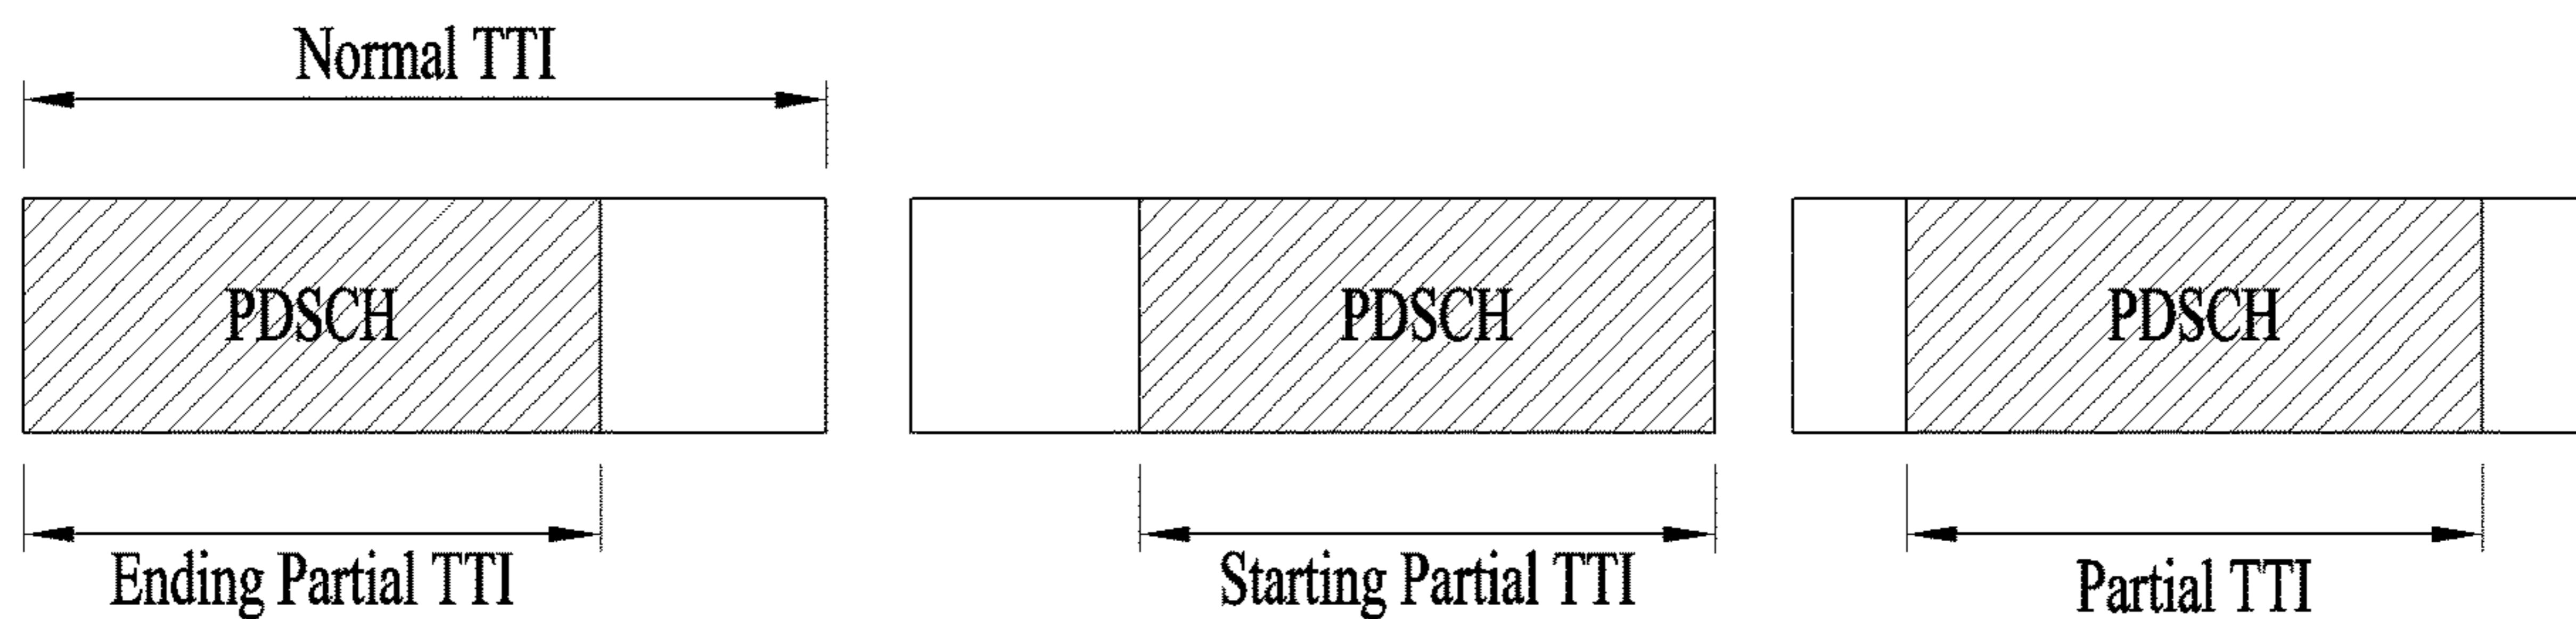 Normal TTI
PDSCH
PDSCH
PDSCH
Ending Partial TTI
Starting Partial TTI
Partial TTI